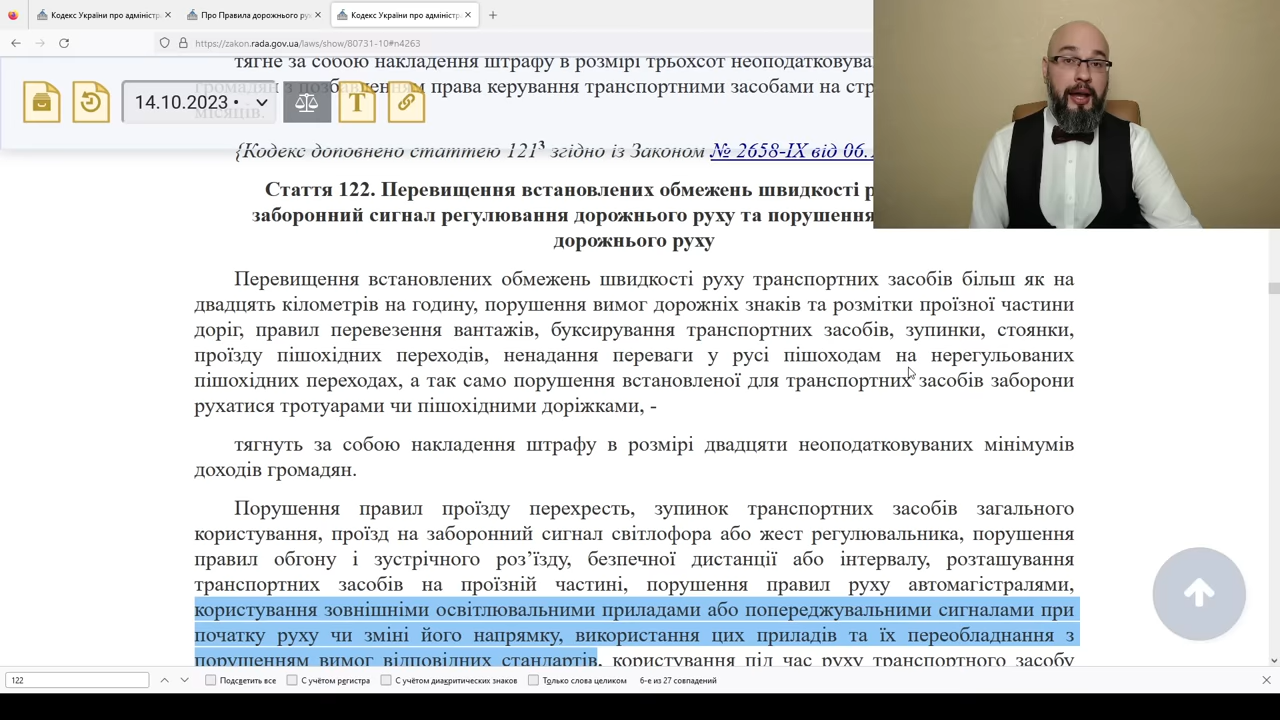 Кодекс України про адміністр
Про Правила дорожнього ру
Кодекс України про адміністр
https://zakon.rada.gov.ua/laws/show/80731-10#n4263
тягне за собою накладення штрафу в розмірі трьохсот неоподатковува
громадян з позбавленням права керування транспортними засобами на стр
місяців.
14.10.2023 •
T
{Кодекс доповнено статтею 121³ згідно із Законом № 2658-IX від 06.
Стаття 122. Перевищення встановлених обмежень швидкості р
заборонний сигнал регулювання дорожнього руху та порушення
дорожнього руху
Перевищення встановлених обмежень швидкості руху транспортних засобів більш як на
двадцять кілометрів на годину, порушення вимог дорожніх знаків та розмітки проїзної частини
доріг, правил перевезення вантажів, буксирування транспортних засобів, зупинки, стоянки,
проїзду пішохідних переходів, ненадання переваги у русі пішоходам на нерегульованих
пішохідних переходах, а так само порушення встановленої для транспортних засобів заборони
рухатися тротуарами чи пішохідними доріжками, -
тягнуть за собою накладення штрафу в розмірі двадцяти неоподатковуваних мінімумів
доходів громадян.
Порушення правил проїзду перехресть, зупинок транспортних засобів загального
користування, проїзд на заборонний сигнал світлофора або жест регулювальника, порушення
правил обгону і зустрічного роз’їзду, безпечної дистанції або інтервалу, розташування
транспортних засобів на проїзній частині, порушення правил руху автомагістралями,
користування зовнішніми освітлювальними приладами або попереджувальними сигналами при
початку руху чи зміні його напрямку, використання цих приладів та їх переобладнання з
порушенням вимог відповідних стандартів, користування під час руху транспортного засобу
122
Подсветить все
С учётом регистра
С учётом диакритических знаков
Только слова целиком
6-е из 27 совпадений